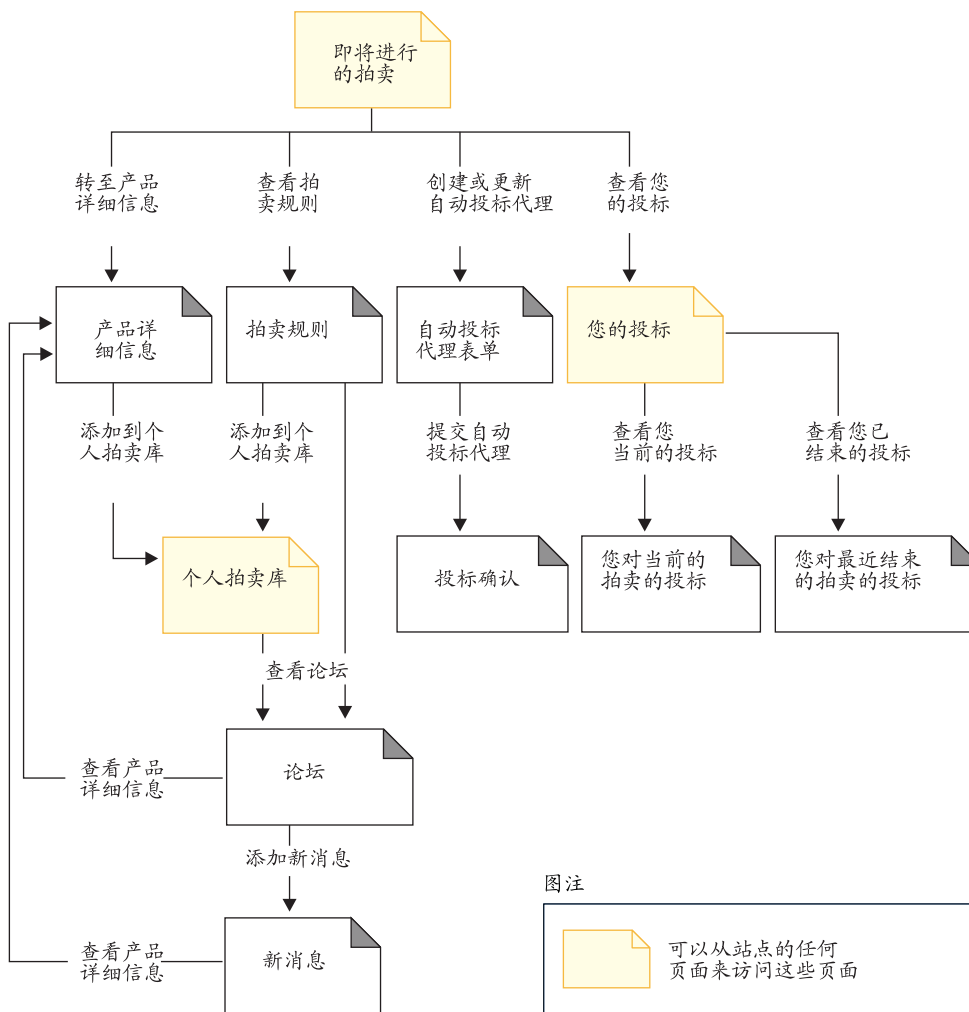 即将进行
的拍卖
转至产品
详细信息
查看拍
卖规则
创建或更新
自动投标代理
查看您
的投标
产品详
细信息
拍卖规则
自动投标
代理表单
您的投标
添加到个
人拍卖库
添加到个
人拍卖库
提交自动
投标代理
查看您
当前的投标
查看您已
结束的投标
个人拍卖库
投标确认
您对当前的
拍卖的投标
您对最近结束
的拍卖的投标
查看论坛
论坛
查看产品
详细信息
添加新消息
新消息
查看产品
详细信息
图注
可以从站点的任何
页面来访问这些页面